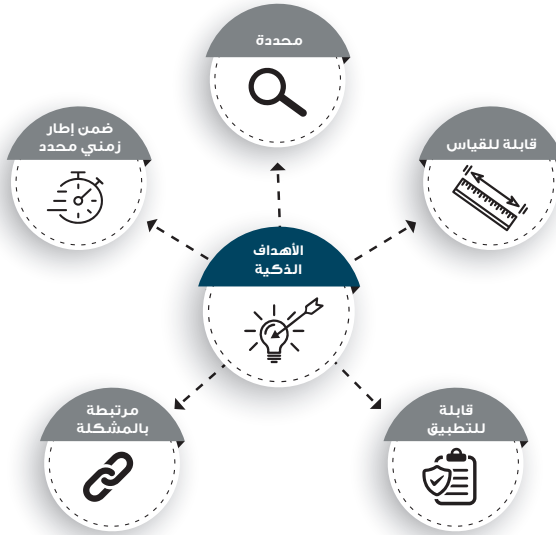 محددة
قابلة للقياس
ضمن إطار
زمني محدد
الأهداف
الذكية
قابلة
للتطبيق
مرتبطة
بالمشكلة